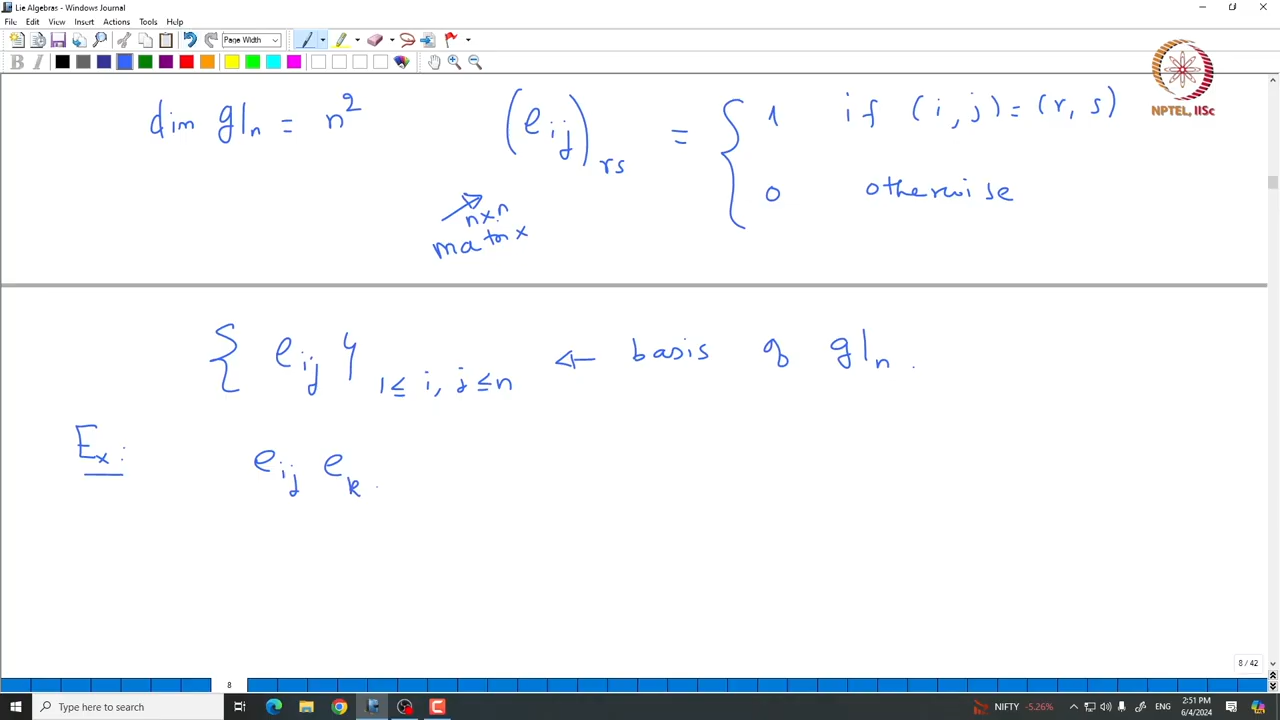 Lie Algebras - Windows Journal
File Edit View Insert Actions Tools Help
Page Width
B I
NPTEL, IISc
dim gl_n = n^2 (e_ij)_rs = { 1 if (i, j) = (r, s)
0 otherwise
n×n
matrix
{ e_ij }_1≤ i, j ≤n ← basis of gl_n.
Ex: e_ij e_k
8 / 42
8
Type here to search
NIFTY -5.26%
2:51 PM
6/4/2024